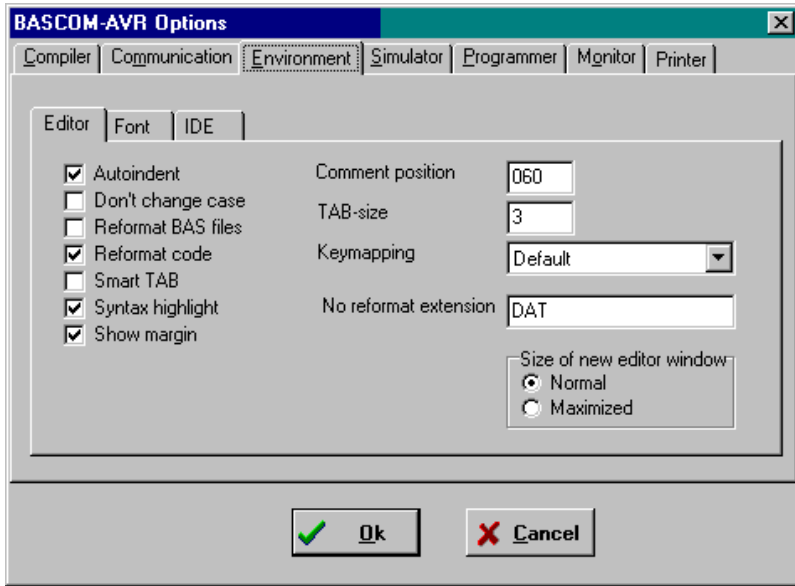 BASCOM-AVR Options
Compiler Communication Environment Simulator Programmer Monitor Printer
Editor Font IDE
Autoindent
Don't change case
Reformat BAS files
Reformat code
Smart TAB
Syntax highlight
Show margin
Comment position 060
TAB-size 3
Keymapping Default
No reformat extension DAT
Size of new editor window
Normal
Maximized
Ok Cancel